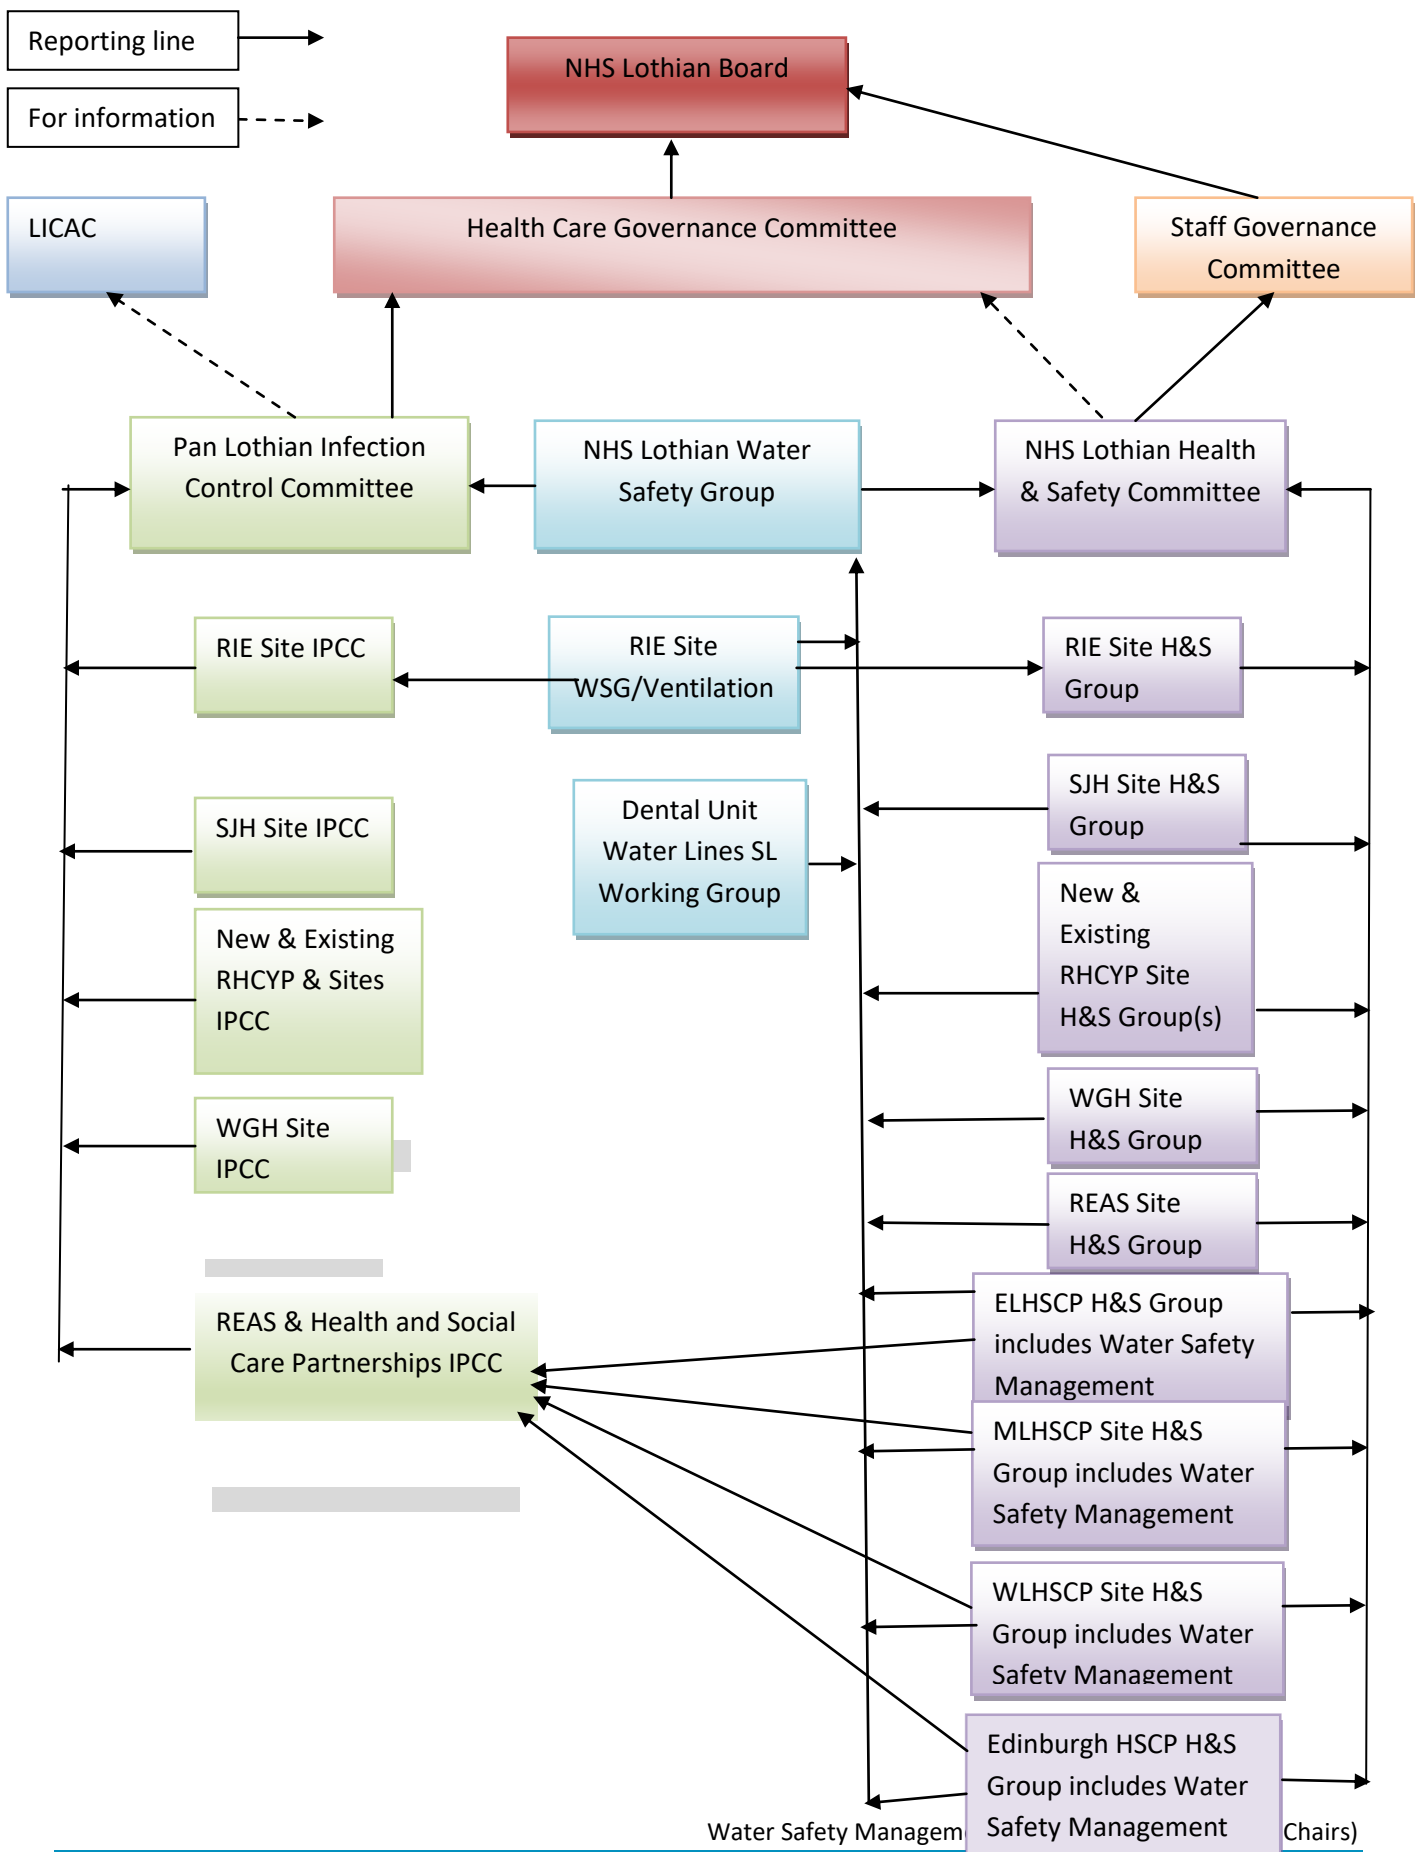 Reporting line
NHS Lothian Board
For information
LICAC
Health Care Governance Committee
Staff Governance
Committee
Pan Lothian Infection
Control Committee
NHS Lothian Water
Safety Group
NHS Lothian Health
& Safety Committee
RIE Site IPCC
RIE Site
WSG/Ventilation
RIE Site H&S
Group
SJH Site IPCC
Dental Unit
Water Lines SL
Working Group
SJH Site H&S
Group
New & Existing
RHCYP & Sites
IPCC
New &
Existing
RHCYP Site
H&S Group(s)
WGH Site
IPCC
WGH Site
H&S Group
REAS Site
H&S Group
REAS & Health and Social
Care Partnerships IPCC
ELHSCP H&S Group
includes Water Safety
Management
MLHSCP Site H&S
Group includes Water
Safety Management
WLHSCP Site H&S
Group includes Water
Safety Management
Edinburgh HSCP H&S
Group includes Water
Safety Management
Water Safety Managem Chairs)